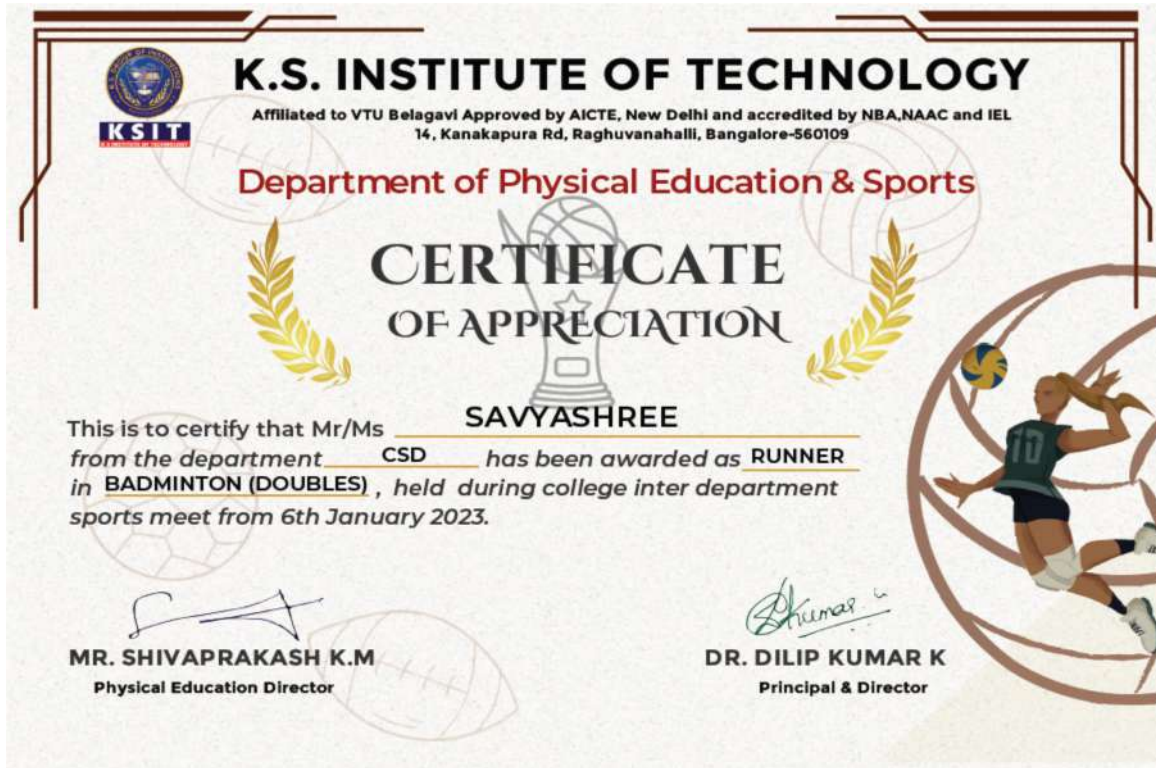 K.S. INSTITUTE OF TECHNOLOGY
Affiliated to VTU Belagavi Approved by AICTE, New Delhi and accredited by NBA,NAAC and IEL
14, Kanakapura Rd, Raghuvanahalli, Bangalore-560109
KSIT
Department of Physical Education & Sports
CERTIFICATE
OF APPRECIATION
This is to certify that Mr/Ms SAVYASHREE
from the department CSD has been awarded as RUNNER
in BADMINTON (DOUBLES) , held during college inter department
sports meet from 6th January 2023.
MR. SHIVAPRAKASH K.M
Physical Education Director
DR. DILIP KUMAR K
Principal & Director
10